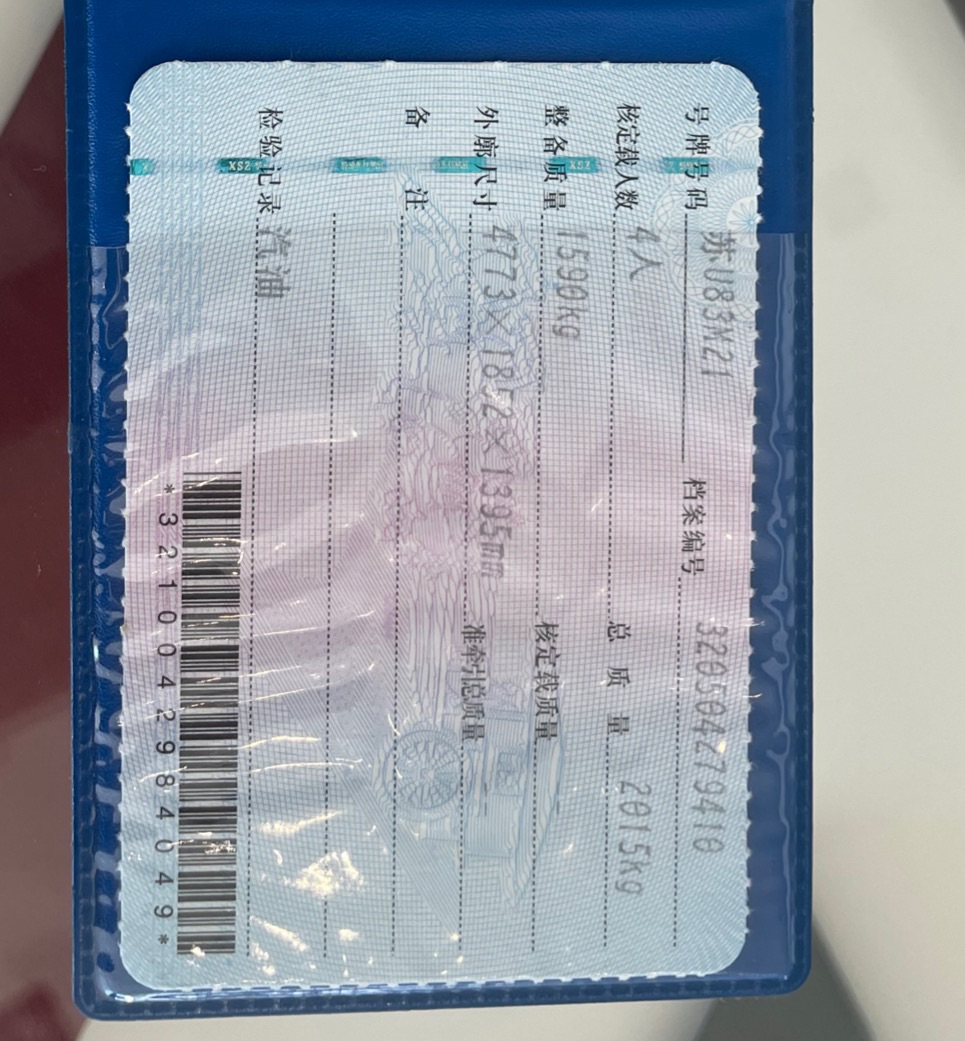 号牌号码 苏U83M21 档案编号 320504279410
核定载人数 4人 总质量 2015kg
整备质量 1590kg 核定载质量
外廓尺寸 4773×1852×1395mm 准牵引总质量
备注
检验记录 汽油
*3210042984049*